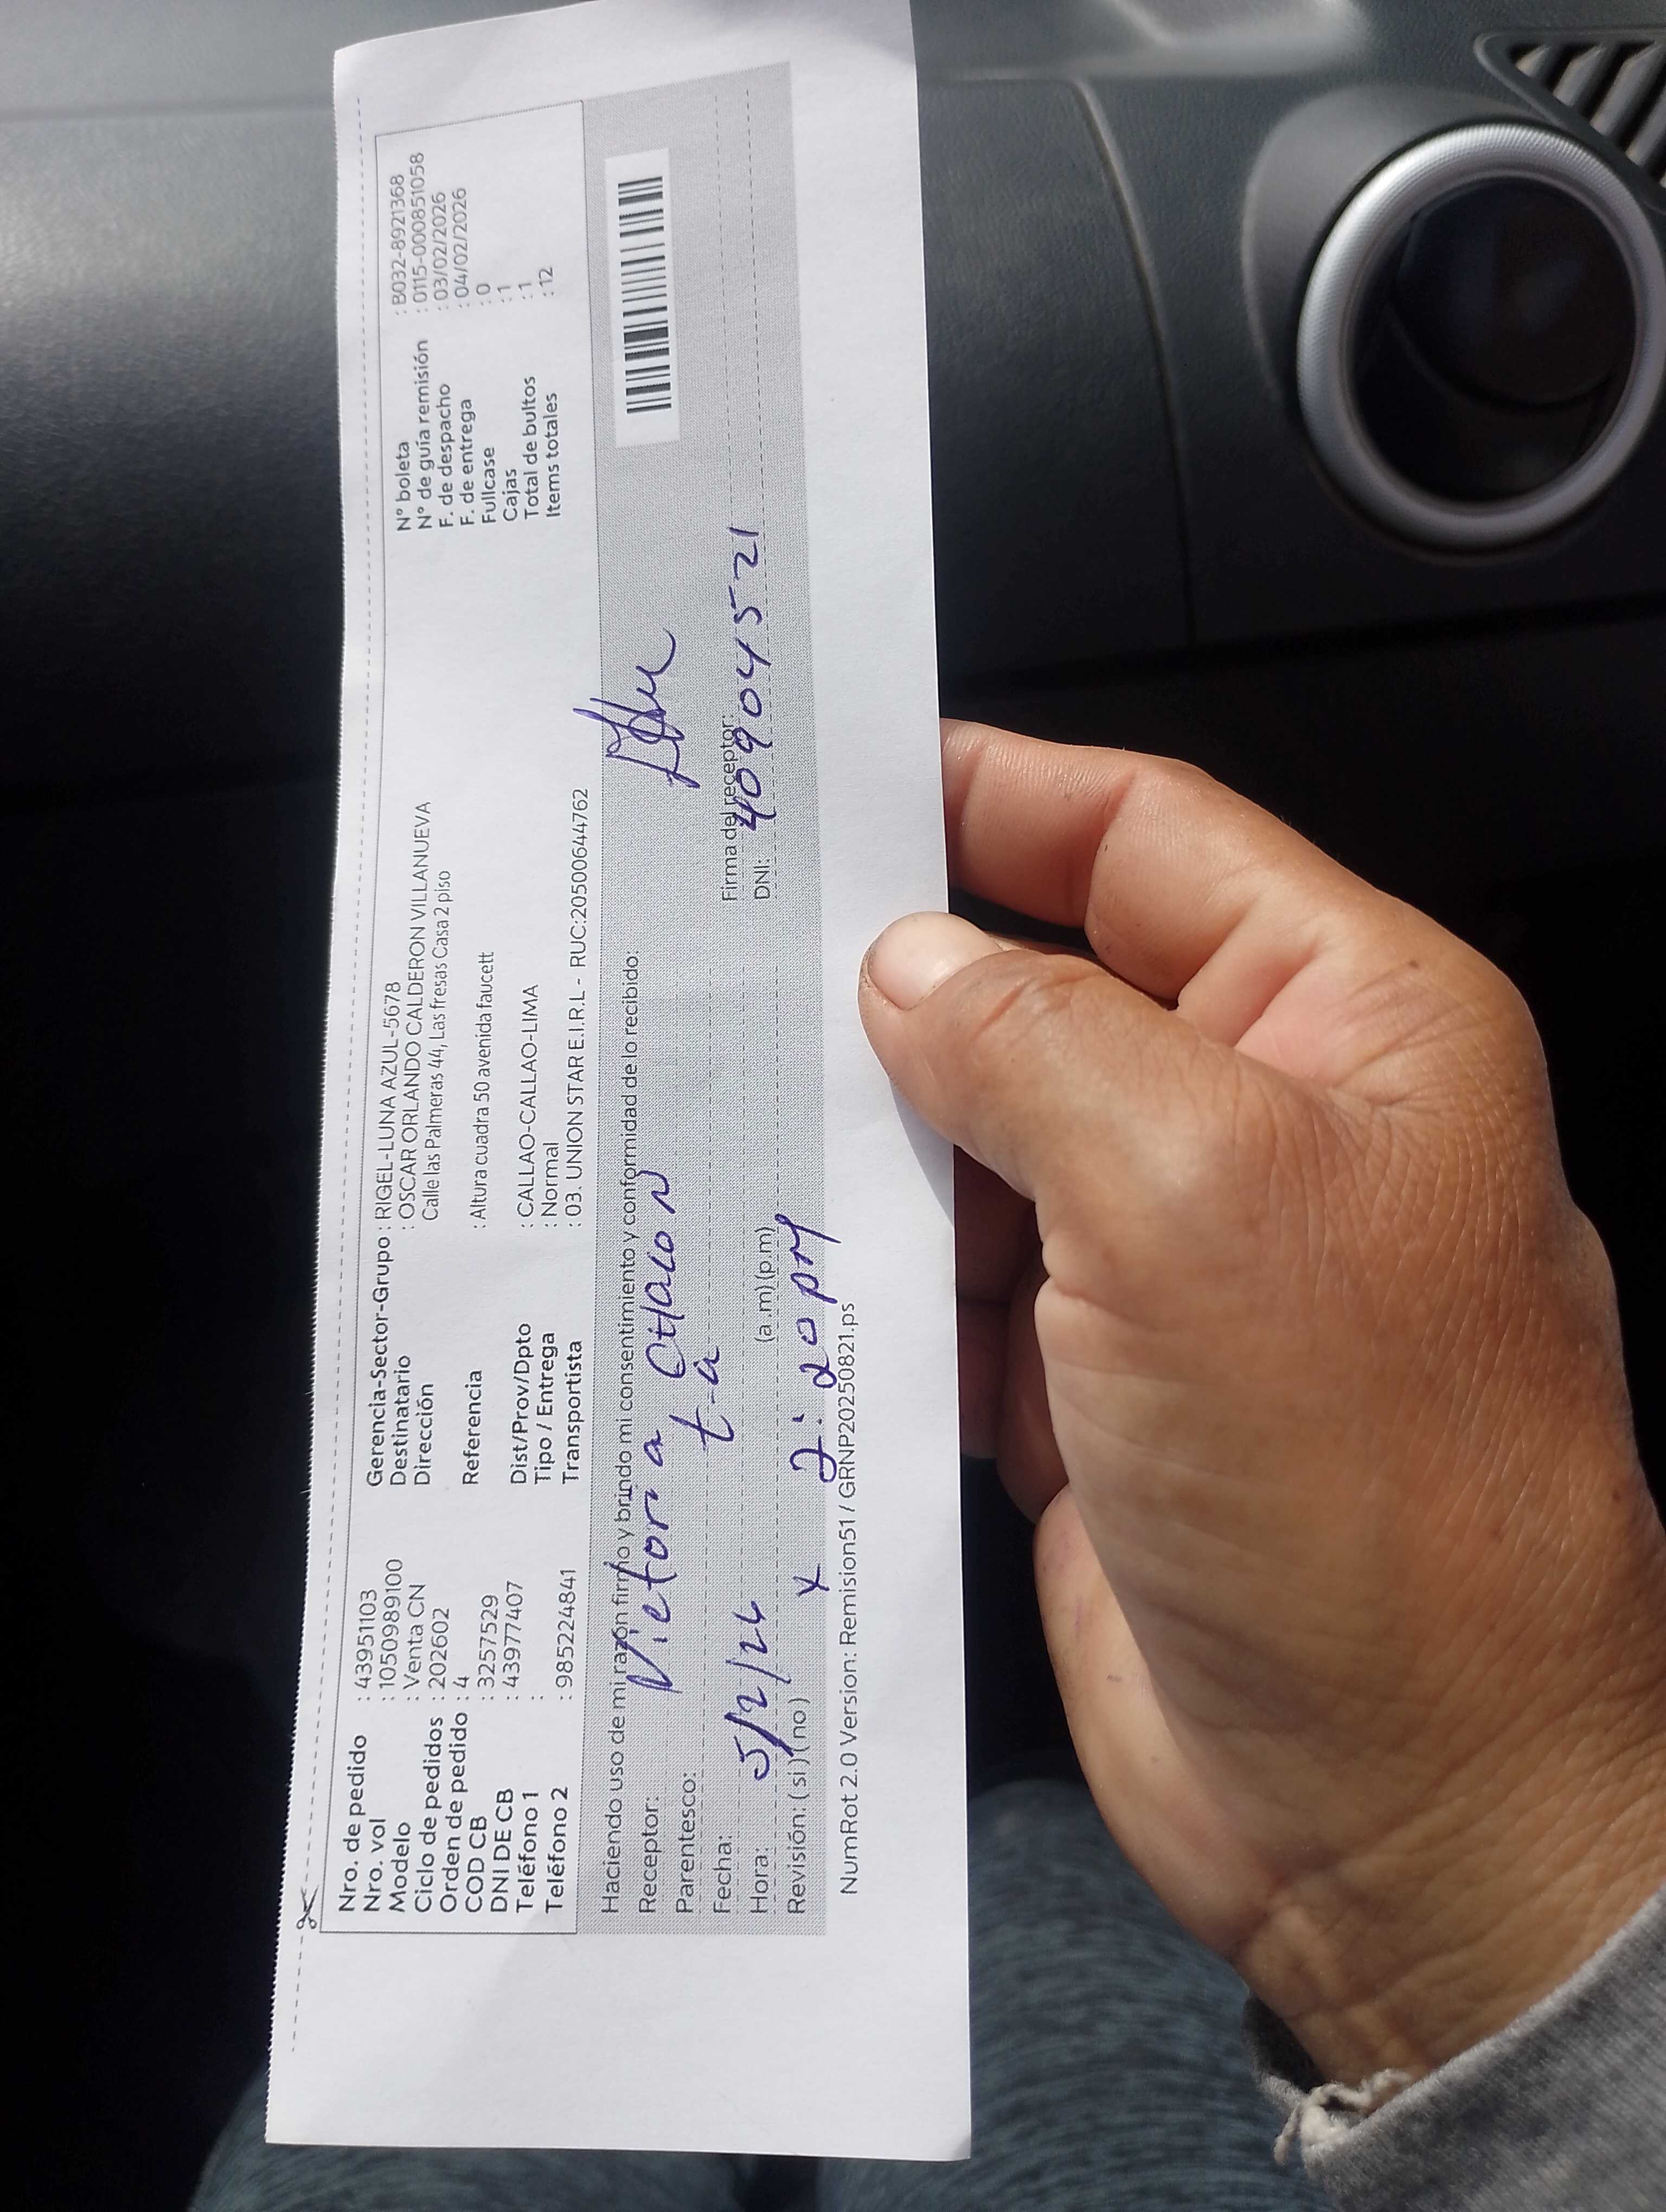 Nro. de pedido : 43951103
Nro. vol : 1050989100
Modelo : Venta CN
Ciclo de pedidos : 202602
Orden de pedido : 4
COD CB : 3257529
DNI DE CB : 43977407
Teléfono 1 :
Teléfono 2 : 985224841
Gerencia-Sector-Grupo : RIGEL-LUNA AZUL-5678
Destinatario : OSCAR ORLANDO CALDERON VILLANUEVA
Dirección Calle las Palmeras 44, Las fresas Casa 2 piso
Referencia : Altura cuadra 50 avenida faucett
Dist/Prov/Dpto : CALLAO-CALLAO-LIMA
Tipo / Entrega : Normal
Transportista : 03. UNION STAR E.I.R.L - RUC:20500644762
N° boleta : B032-8921368
N° de guía remisión : 0115-000851058
F. de despacho : 03/02/2026
F. de entrega : 04/02/2026
Fullcase : 0
Cajas : 1
Total de bultos : 1
Items totales : 12
Haciendo uso de mi razón firmo y brindo mi consentimiento y conformidad de lo recibido:
Receptor: Victoria CHACON
Parentesco: t-a
Fecha: 5/2/26
Hora: (a.m) (p.m)
Revisión: ( si ) ( no ) x 2:20 pm
Firma del receptor:
DNI: 40904521
NumRot 2.0 Version: Remision51 / GRNP20250821.ps